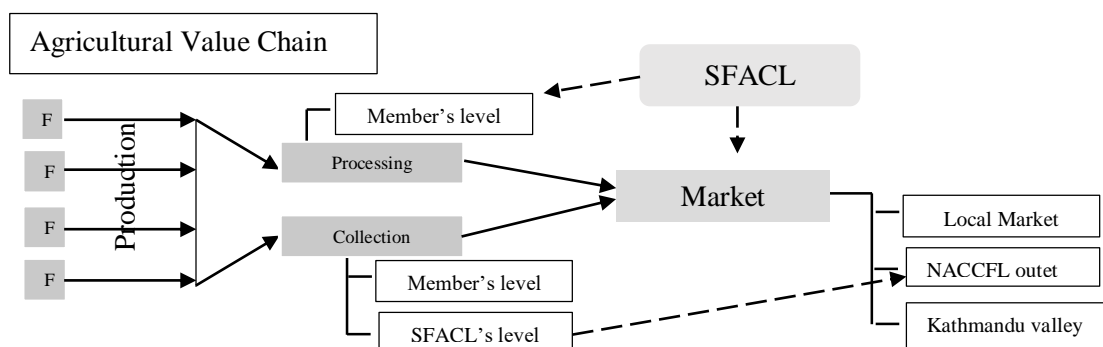 Agricultural Value Chain
SFACL
Member's level
F
Production
Processing
F
Market
F
Collection
Local Market
F
Member's level
NACCFL outet
SFACL's level
Kathmandu valley